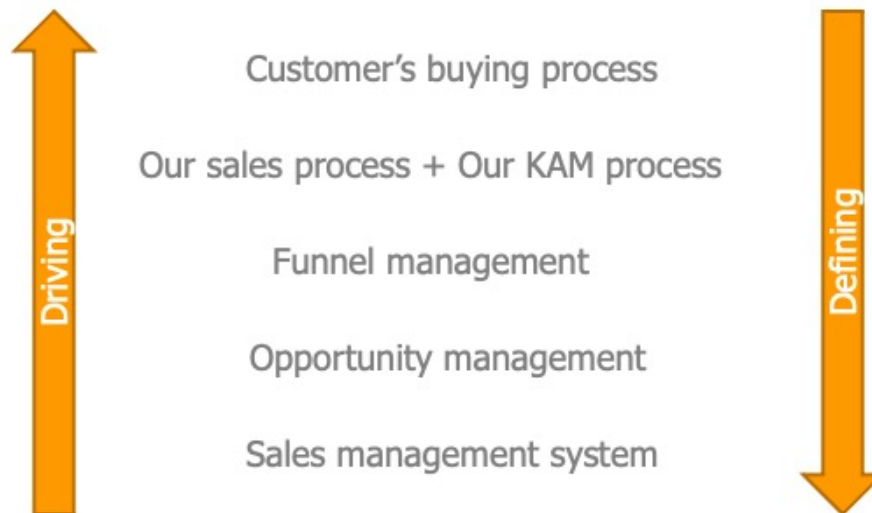 Customer’s buying process
Our sales process + Our KAM process
Funnel management
Opportunity management
Sales management system
Driving
Defining